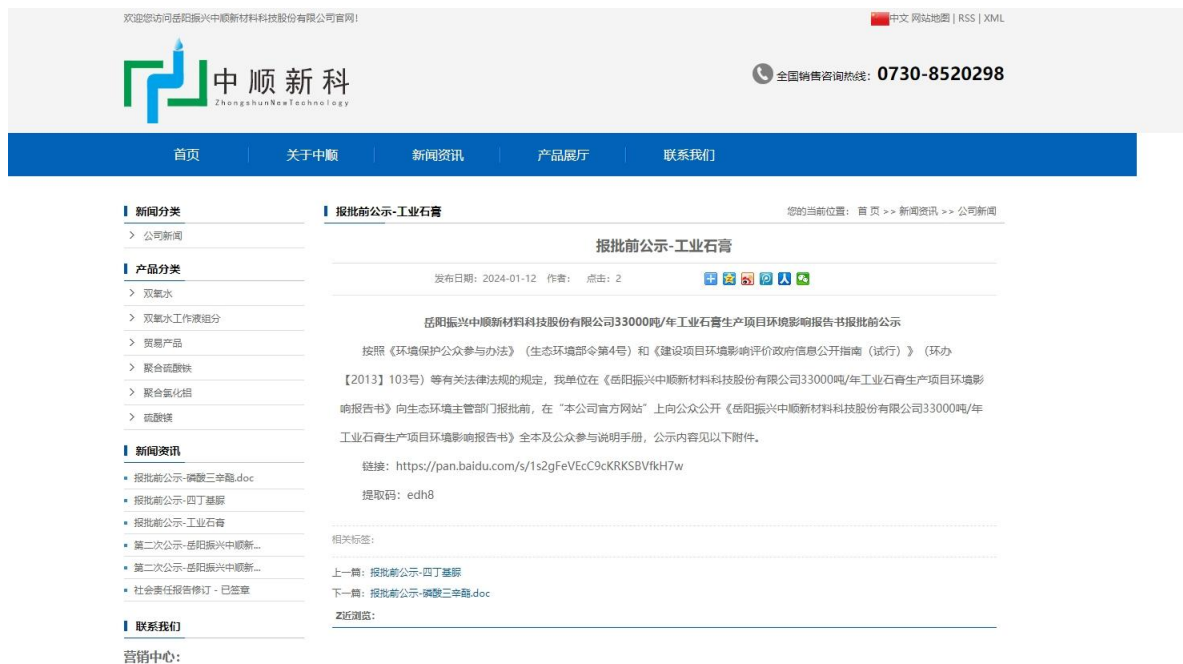 欢迎您访问岳阳振兴中顺新材料科技股份有限公司官网!
中文 网站地图 | RSS | XML
中顺新科
ZhongshunNewTechnology
全国销售咨询热线: 0730-8520298
首页 关于中顺 新闻资讯 产品展厅 联系我们
新闻分类
公司新闻
产品分类
双氧水
双氧水工作液组分
贸易产品
聚合硫酸铁
聚合氯化铝
硫酸镁
新闻资讯
报批前公示-磷酸三辛酯.doc
报批前公示-四丁基脲
报批前公示-工业石膏
第二次公示-岳阳振兴中顺新...
第二次公示-岳阳振兴中顺新...
社会责任报告修订 - 已签章
联系我们
营销中心:
报批前公示-工业石膏
您的当前位置: 首 页 >> 新闻资讯 >> 公司新闻
报批前公示-工业石膏
发布日期: 2024-01-12 作者: 点击: 2
岳阳振兴中顺新材料科技股份有限公司33000吨/年工业石膏生产项目环境影响报告书报批前公示
按照《环境保护公众参与办法》（生态环境部令第4号）和《建设项目环境影响评价政府信息公开指南（试行）》（环办
【2013】103号）等有关法律法规的规定，我单位在《岳阳振兴中顺新材料科技股份有限公司33000吨/年工业石膏生产项目环境影
响报告书》向生态环境主管部门报批前，在“本公司官方网站”上向公众公开《岳阳振兴中顺新材料科技股份有限公司33000吨/年
工业石膏生产项目环境影响报告书》全本及公众参与说明手册，公示内容见以下附件。
链接：https://pan.baidu.com/s/1s2gFeVEcC9cKRKSBVfkH7w
提取码：edh8
相关标签:
上一篇: 报批前公示-四丁基脲
下一篇: 报批前公示-磷酸三辛酯.doc
Z近浏览: